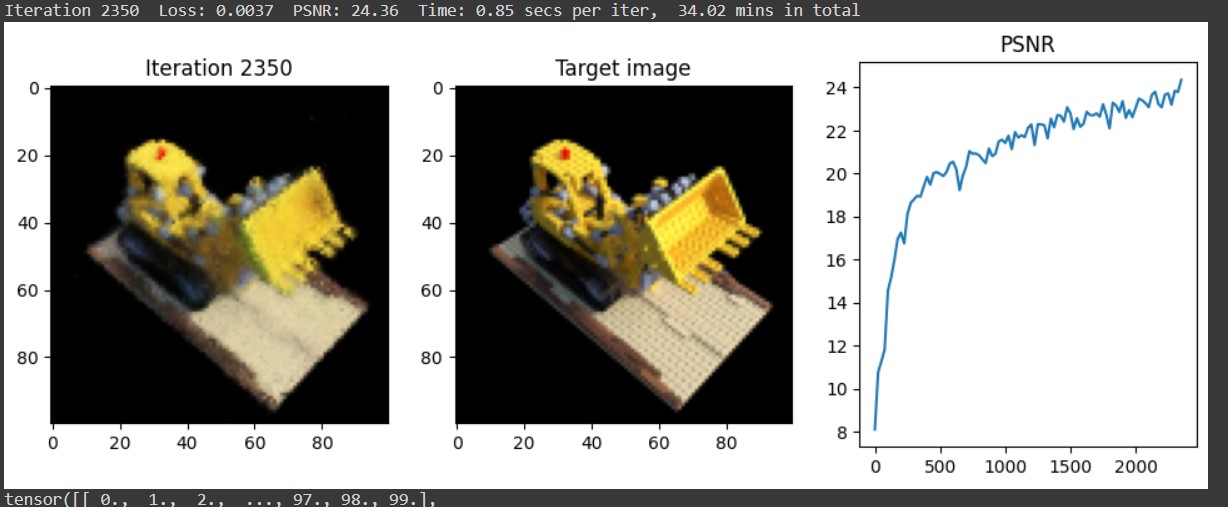 Iteration 2350  Loss: 0.0037  PSNR: 24.36  Time: 0.85 secs per iter,  34.02 mins in total
Iteration 2350
0
20
40
60
80
0 20 40 60 80
Target image
0
20
40
60
80
0 20 40 60 80
PSNR
24
22
20
18
16
14
12
10
8
0 500 1000 1500 2000
tensor([[ 0.,  1.,  2.,  ..., 97., 98., 99.],